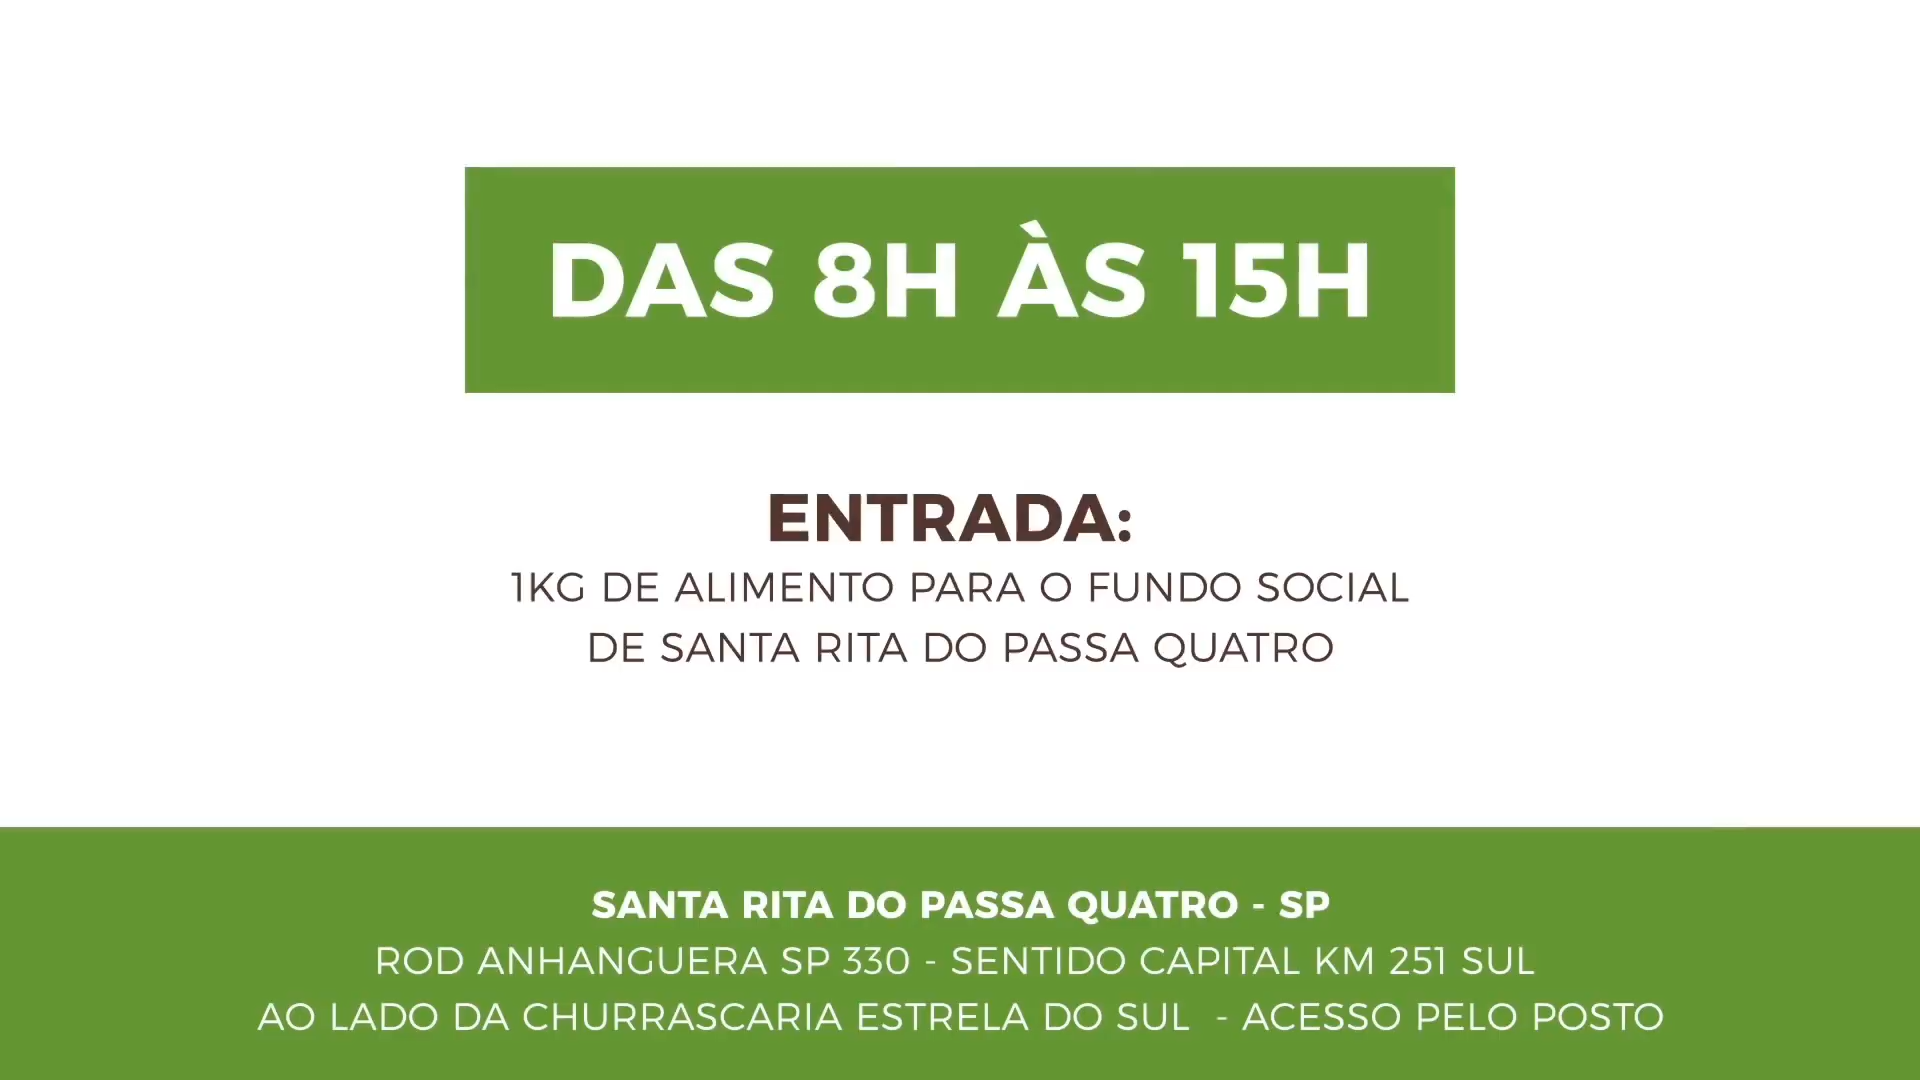 DAS 8H ÀS 15H
ENTRADA:
1KG DE ALIMENTO PARA O FUNDO SOCIAL
DE SANTA RITA DO PASSA QUATRO
SANTA RITA DO PASSA QUATRO - SP
ROD ANHANGUERA SP 330 - SENTIDO CAPITAL KM 251 SUL
AO LADO DA CHURRASCARIA ESTRELA DO SUL - ACESSO PELO POSTO